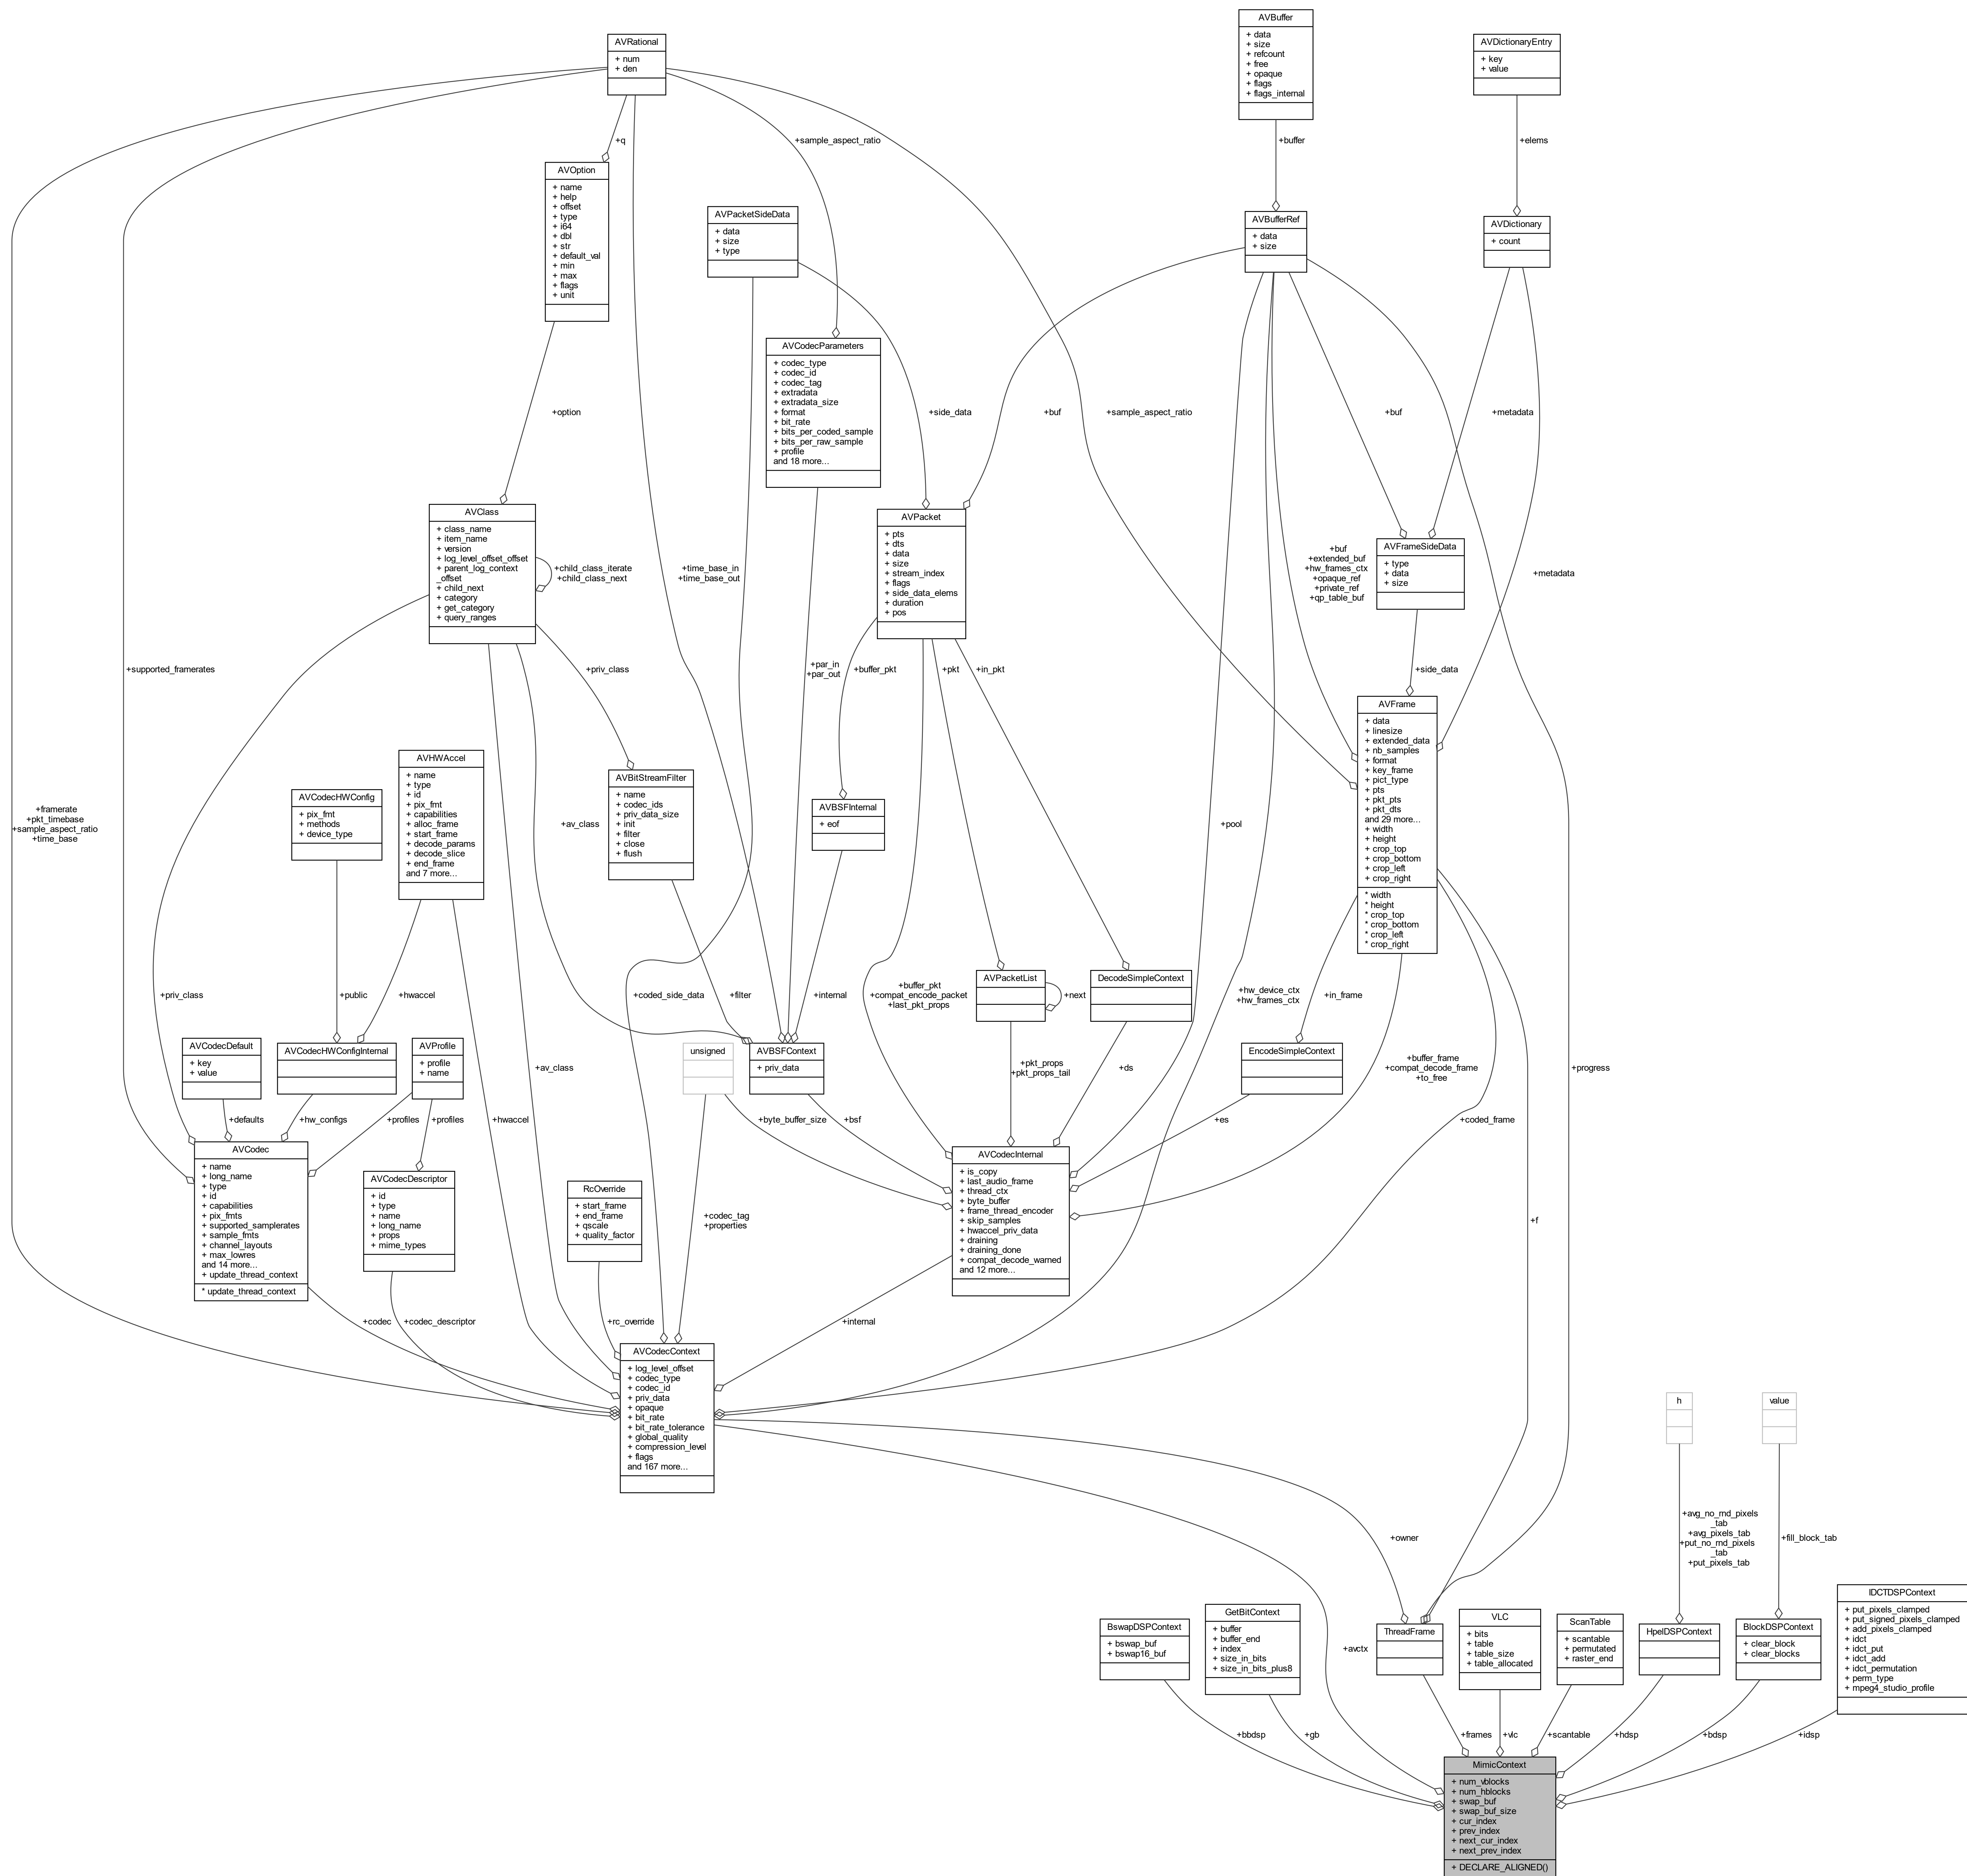 AVBuffer
+ data
+ size
+ refcount
+ free
+ opaque
+ flags
+ flags_internal
AVRational
+ num
+ den
AVDictionaryEntry
+ key
+ value
+q
+sample_aspect_ratio
+buffer
+elems
AVOption
+ name
+ help
+ offset
+ type
+ i64
+ dbl
+ str
+ default_val
+ min
+ max
+ flags
+ unit
AVPacketSideData
+ data
+ size
+ type
AVBufferRef
+ data
+ size
AVDictionary
+ count
AVCodecParameters
+ codec_type
+ codec_id
+ codec_tag
+ extradata
+ extradata_size
+ format
+ bit_rate
+ bits_per_coded_sample
+ bits_per_raw_sample
+ profile
and 18 more...
+option
+side_data
+buf
+sample_aspect_ratio
+buf
+metadata
AVClass
+ class_name
+ item_name
+ version
+ log_level_offset_offset
+ parent_log_context
_offset
+ child_next
+ category
+ get_category
+ query_ranges
+child_class_iterate
+child_class_next
+time_base_in
+time_base_out
AVPacket
+ pts
+ dts
+ data
+ size
+ stream_index
+ flags
+ side_data_elems
+ duration
+ pos
+buf
+extended_buf
+hw_frames_ctx
+opaque_ref
+private_ref
+qp_table_buf
AVFrameSideData
+ type
+ data
+ size
+metadata
+supported_framerates
+priv_class
+par_in
+par_out
+buffer_pkt
+pkt
+in_pkt
+side_data
AVFrame
+ data
+ linesize
+ extended_data
+ nb_samples
+ format
+ key_frame
+ pict_type
+ pts
+ pkt_pts
+ pkt_dts
and 29 more...
+ width
+ height
+ crop_top
+ crop_bottom
+ crop_left
+ crop_right
* width
* height
* crop_top
* crop_bottom
* crop_left
* crop_right
+framerate
+pkt_timebase
+sample_aspect_ratio
+time_base
AVCodecHWConfig
+ pix_fmt
+ methods
+ device_type
AVHWAccel
+ name
+ type
+ id
+ pix_fmt
+ capabilities
+ alloc_frame
+ start_frame
+ decode_params
+ decode_slice
+ end_frame
and 7 more...
+av_class
AVBitStreamFilter
+ name
+ codec_ids
+ priv_data_size
+ init
+ filter
+ close
+ flush
AVBSFInternal
+ eof
+pool
+priv_class
+public
+hwaccel
+coded_side_data
+filter
+internal
+buffer_pkt
+compat_encode_packet
+last_pkt_props
AVPacketList
+next
DecodeSimpleContext
+hw_device_ctx
+hw_frames_ctx
+in_frame
AVCodecDefault
+ key
+ value
AVCodecHWConfigInternal
AVProfile
+ profile
+ name
+av_class
unsigned
AVBSFContext
+ priv_data
+pkt_props
+pkt_props_tail
+ds
EncodeSimpleContext
+buffer_frame
+compat_decode_frame
+to_free
+progress
+defaults
+hw_configs
+profiles
+profiles
+hwaccel
+byte_buffer_size
+bsf
+es
+coded_frame
AVCodec
+ name
+ long_name
+ type
+ id
+ capabilities
+ pix_fmts
+ supported_samplerates
+ sample_fmts
+ channel_layouts
+ max_lowres
and 14 more...
+ update_thread_context
* update_thread_context
AVCodecDescriptor
+ id
+ type
+ name
+ long_name
+ props
+ mime_types
RcOverride
+ start_frame
+ end_frame
+ qscale
+ quality_factor
+codec_tag
+properties
AVCodecInternal
+ is_copy
+ last_audio_frame
+ thread_ctx
+ byte_buffer
+ frame_thread_encoder
+ skip_samples
+ hwaccel_priv_data
+ draining
+ draining_done
+ compat_decode_warned
and 12 more...
+f
+codec
+codec_descriptor
+rc_override
+internal
AVCodecContext
+ log_level_offset
+ codec_type
+ codec_id
+ priv_data
+ opaque
+ bit_rate
+ bit_rate_tolerance
+ global_quality
+ compression_level
+ flags
and 167 more...
h
value
+owner
+avg_no_rnd_pixels
_tab
+avg_pixels_tab
+put_no_rnd_pixels
_tab
+put_pixels_tab
+fill_block_tab
+avctx
BswapDSPContext
+ bswap_buf
+ bswap16_buf
GetBitContext
+ buffer
+ buffer_end
+ index
+ size_in_bits
+ size_in_bits_plus8
ThreadFrame
VLC
+ bits
+ table
+ table_size
+ table_allocated
ScanTable
+ scantable
+ permutated
+ raster_end
HpelDSPContext
BlockDSPContext
+ clear_block
+ clear_blocks
IDCTDSPContext
+ put_pixels_clamped
+ put_signed_pixels_clamped
+ add_pixels_clamped
+ idct
+ idct_put
+ idct_add
+ idct_permutation
+ perm_type
+ mpeg4_studio_profile
+bbdsp
+gb
+frames
+vlc
+scantable
+hdsp
+bdsp
+idsp
MimicContext
+ num_vblocks
+ num_hblocks
+ swap_buf
+ swap_buf_size
+ cur_index
+ prev_index
+ next_cur_index
+ next_prev_index
+ DECLARE_ALIGNED()